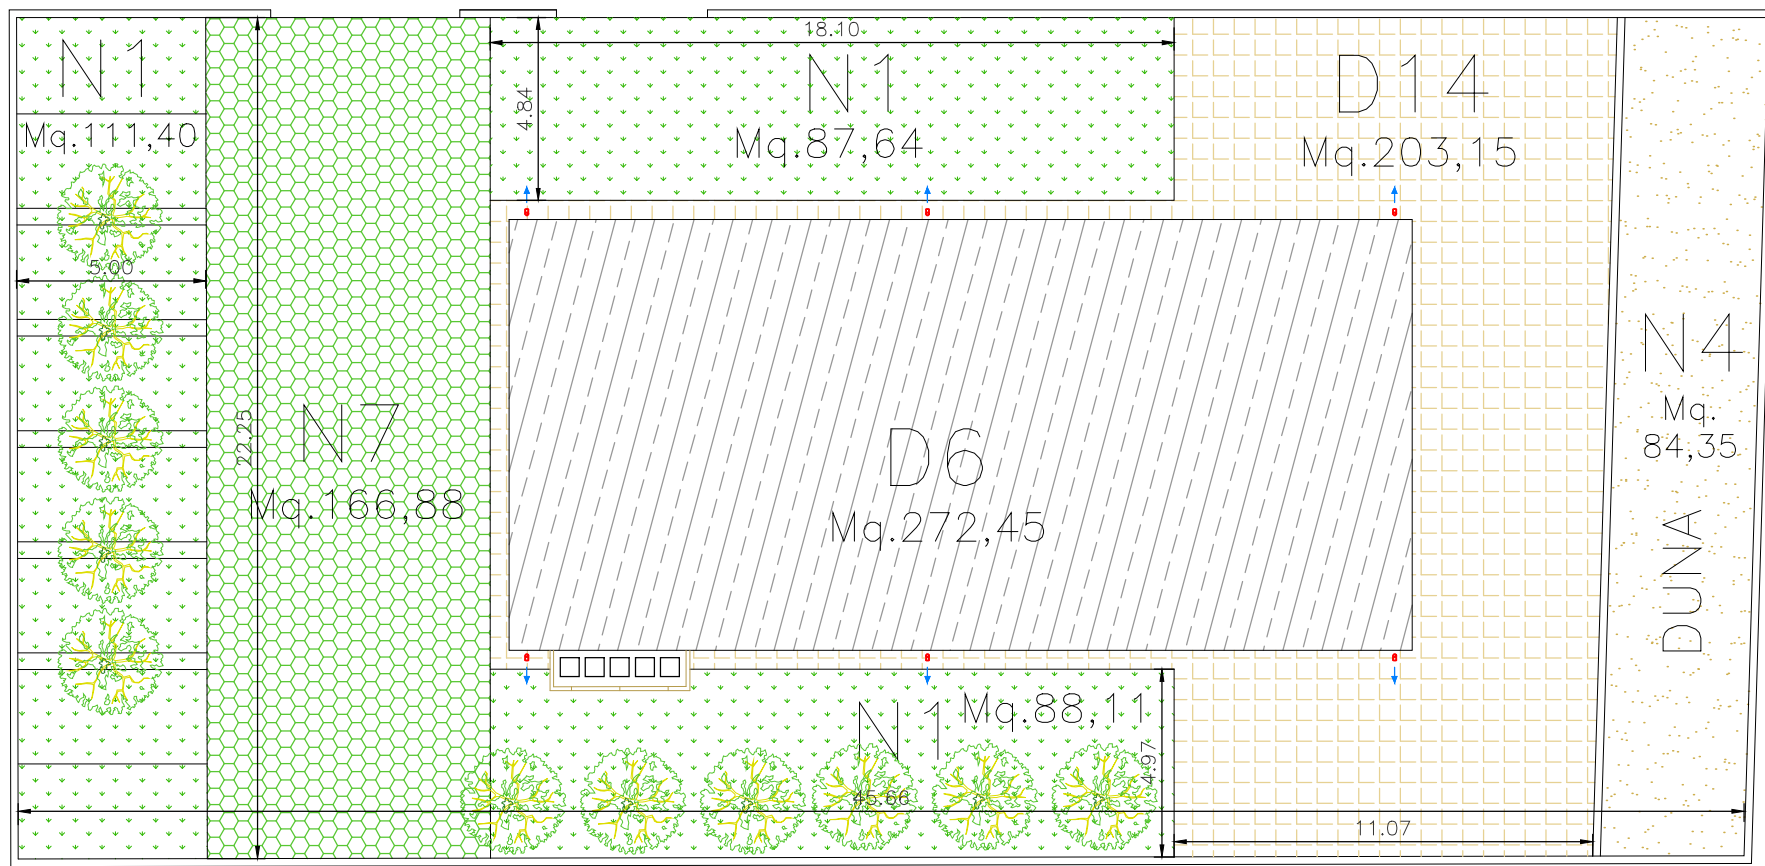 18.10
N1
Mq.111,40
N1
Mq.87,64
4.84
D14
Mq.203,15
5.00
22.25
N7
Mq.166,88
D6
Mq.272,45
N4
Mq.
84,35
DUNA
N1
Mq.88,11
4.97
45.66
11.07